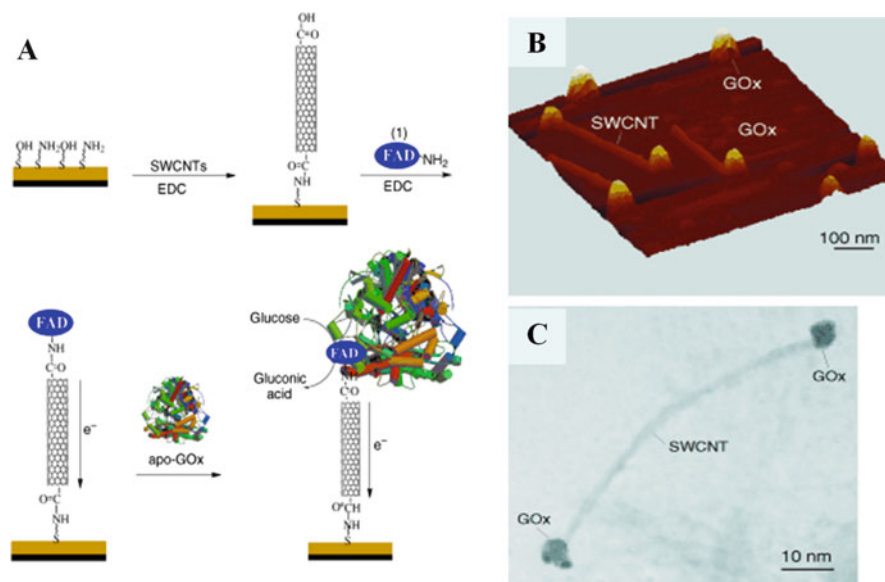 A
OH
C=O
O=C
NH
S
OH NH2 OH NH2
S S S S
SWCNTs
EDC
(1)
FAD NH2
EDC
FAD
NH
C=O
e−
O=C
NH
S
apo-GOx
Glucose
FAD
Gluconic
acid
NH
C=O
e−
O=CH
NH
S
B
GOx
SWCNT
GOx
100 nm
C
GOx
SWCNT
GOx
10 nm